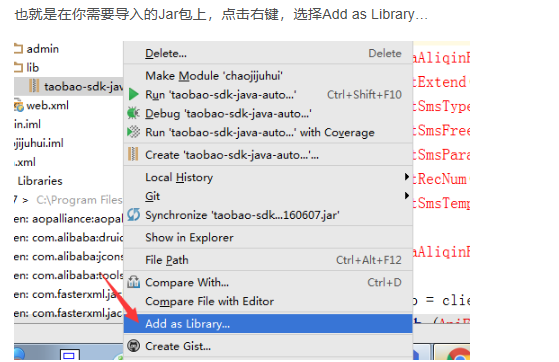 也就是在你需要导入的Jar包上，点击右键，选择Add as Library…
admin
lib
taobao-sdk-jav
web.xml
in.iml
ojijuhui.iml
.xml
Libraries
7 > C:\Program Files
en: aopalliance:aopal
en: com.alibaba:druid
en: com.alibaba:jcons
en: com.alibaba:tools
en: com.fasterxml.jac
en: com.fasterxml.jac
Delete... Delete
Make Module 'chaojijuhui'
Run 'taobao-sdk-java-auto...' Ctrl+Shift+F10
Debug 'taobao-sdk-java-auto...'
Run 'taobao-sdk-java-auto...' with Coverage
Create 'taobao-sdk-java-auto...'...
Local History
Git
Synchronize 'taobao-sdk...160607.jar'
Show in Explorer
File Path Ctrl+Alt+F12
Compare With... Ctrl+D
Compare File with Editor
Add as Library...
Create Gist...
aAliqinF
tExtend
tSmsType
tSmsFree
tSmsPara
tRecNum
tSmsTemp
aAliqinF
o = clie